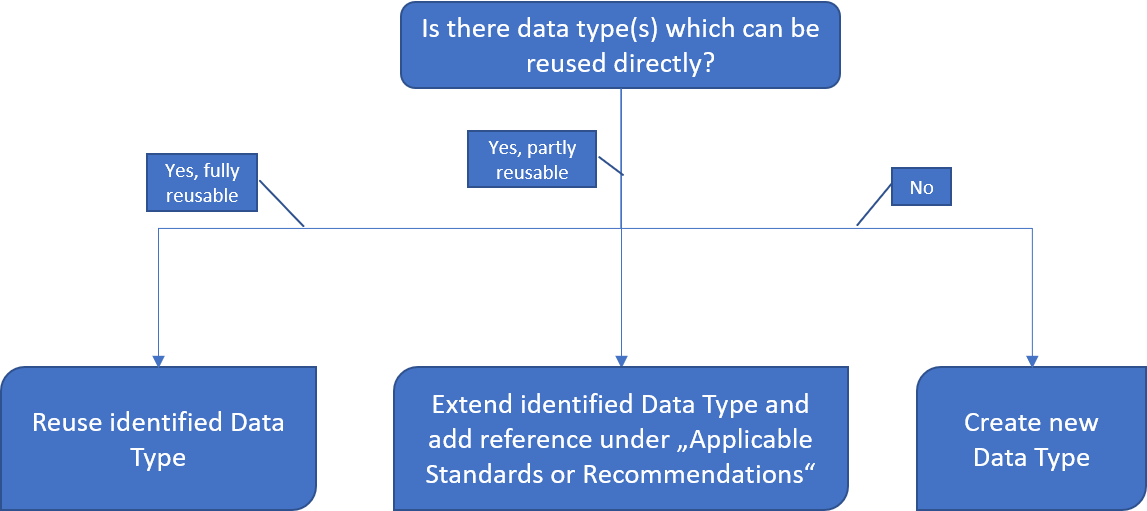 Is there data type(s) which can be
reused directly?
Yes, partly
reusable
Yes, fully
reusable
No
Reuse identified Data
Type
Extend identified Data Type and
add reference under „Applicable
Standards or Recommendations“
Create new
Data Type